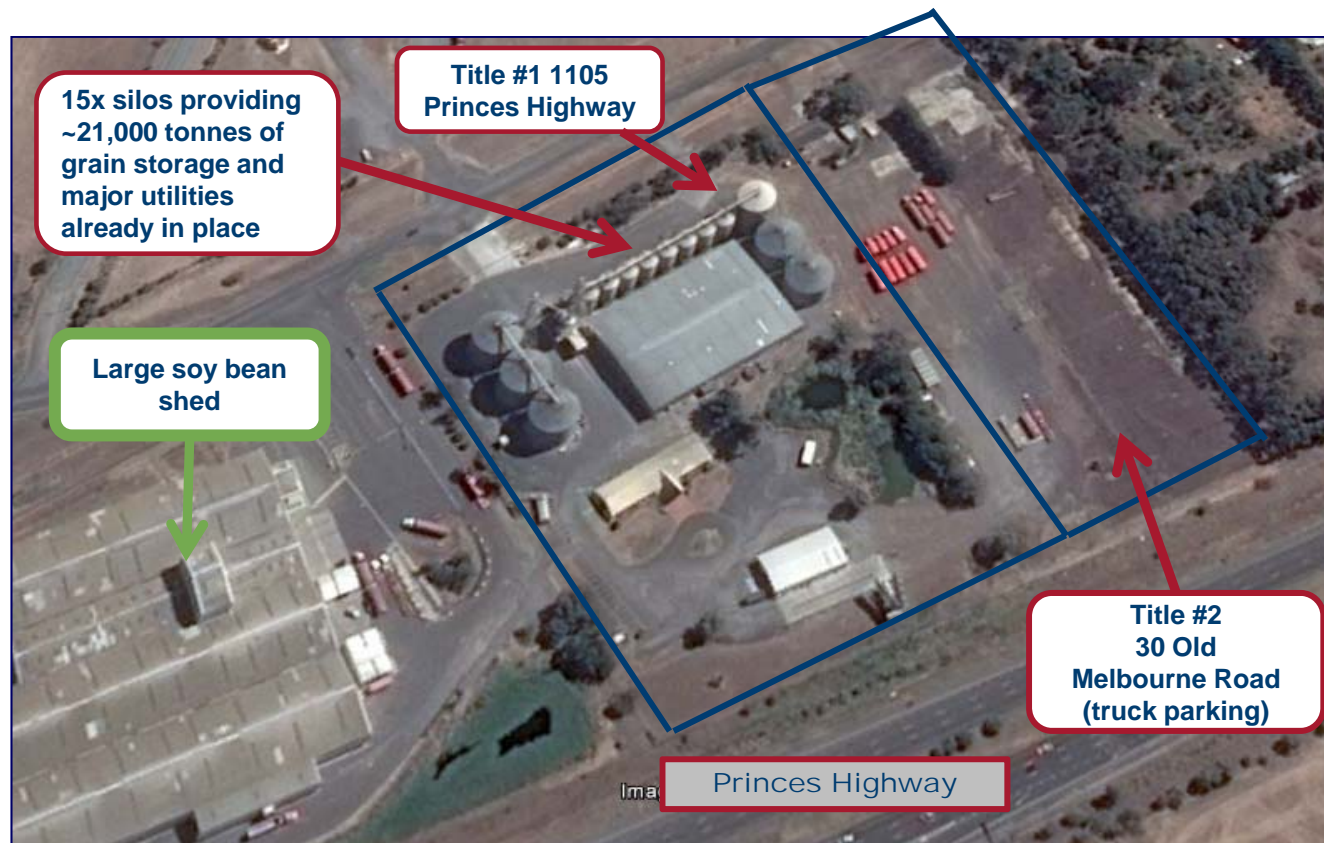 15x silos providing
~21,000 tonnes of
grain storage and
major utilities
already in place
Title #1 1105
Princes Highway
Large soy bean
shed
Title #2
30 Old
Melbourne Road
(truck parking)
Princes Highway
Ima